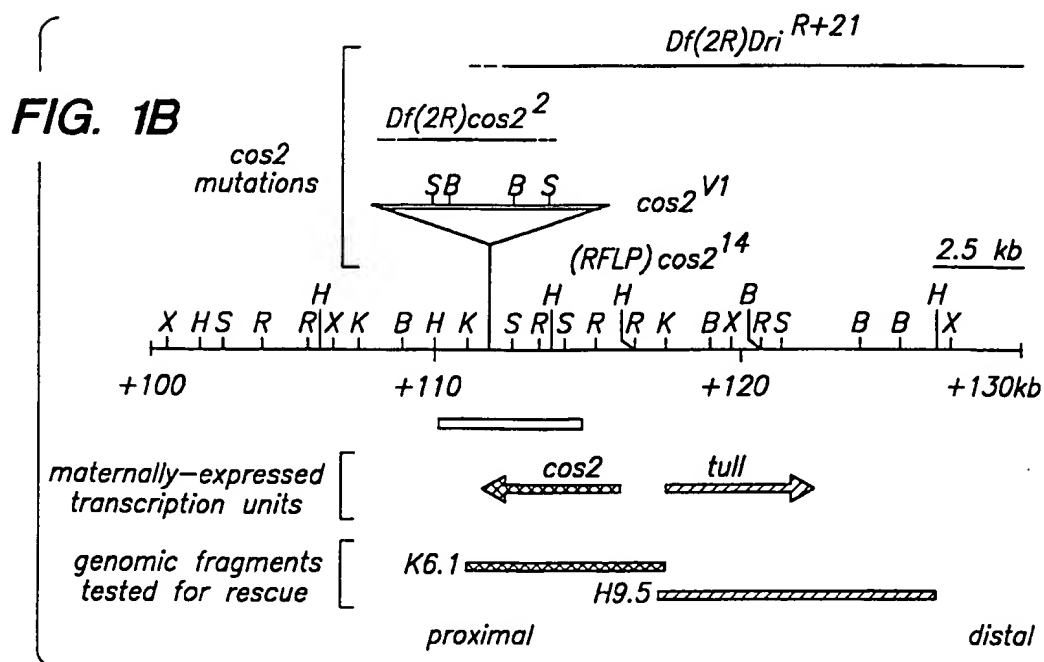 Df(2R)Dri^R+21
FIG. 1B
Df(2R)cos2^2
cos2
mutations
S B B S
cos2^V1
(RFLP) cos2^14
2.5 kb
H H H B H
X H S R R X K B H K S R S R R K B X R S B B X
+100 +110 +120 +130kb
maternally-expressed
transcription units
cos2 tull
genomic fragments
tested for rescue
K6.1
H9.5
proximal distal